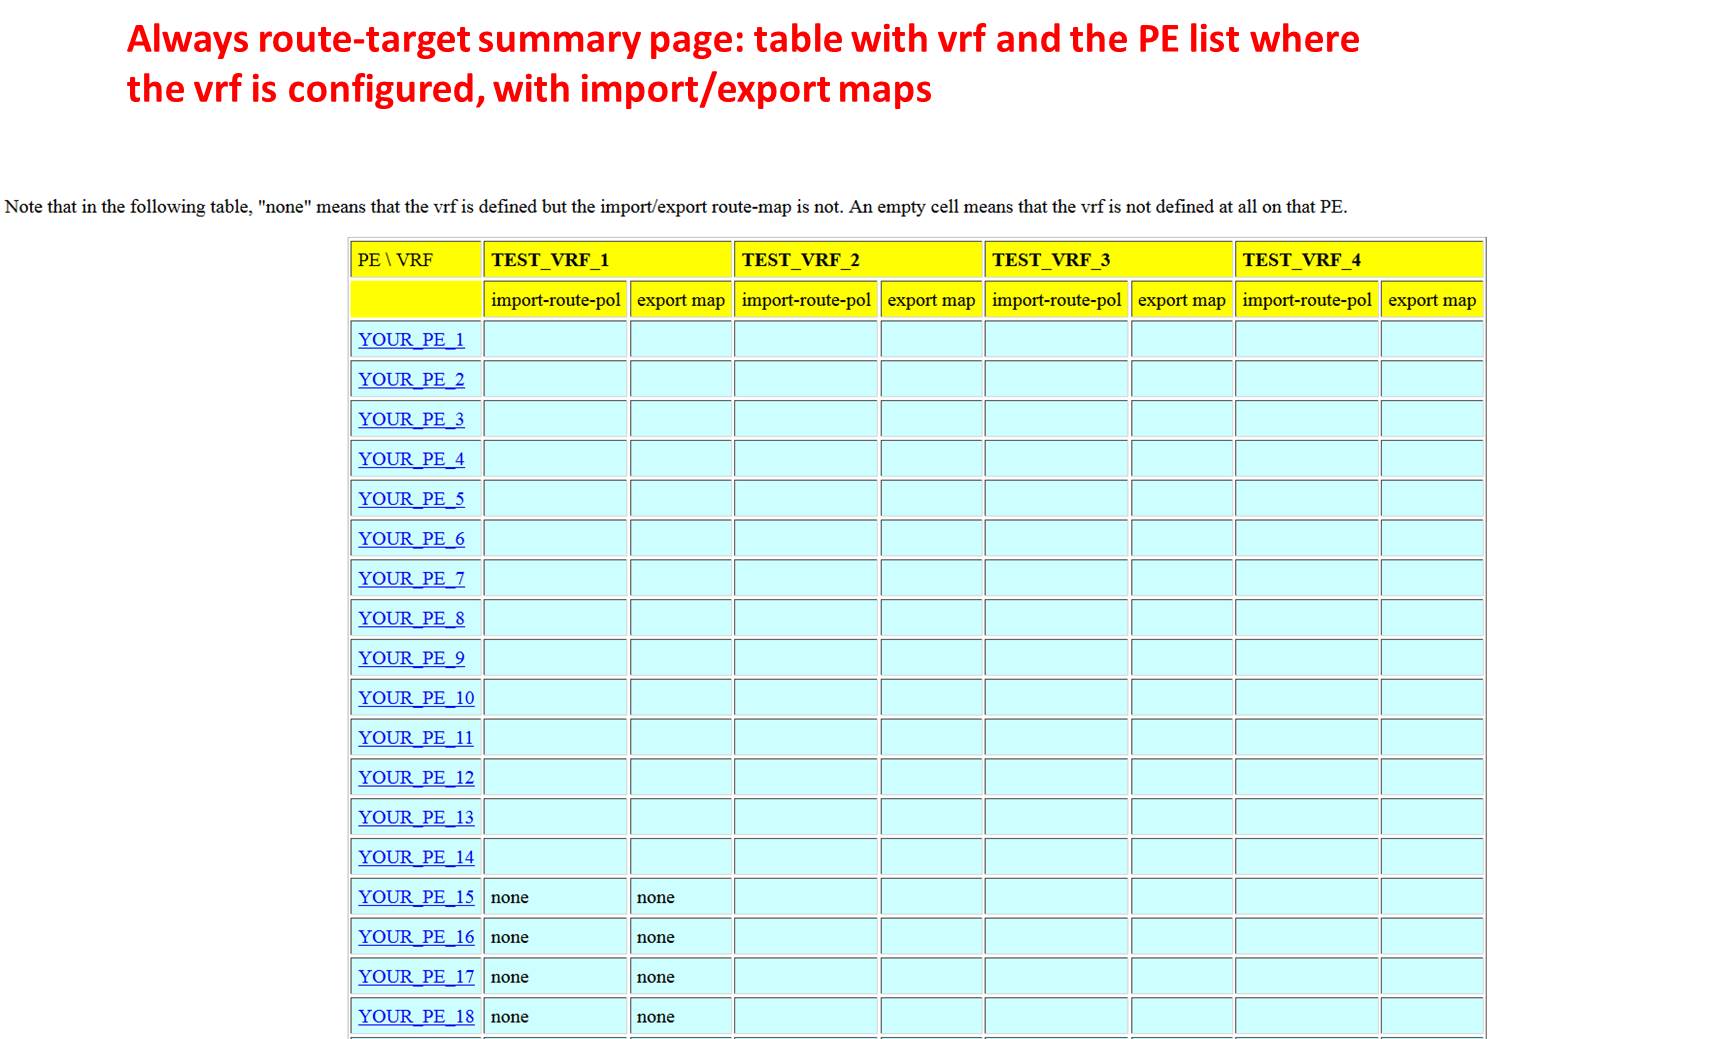 Always route-target summary page: table with vrf and the PE list where
the vrf is configured, with import/export maps
Note that in the following table, "none" means that the vrf is defined but the import/export route-map is not. An empty cell means that the vrf is not defined at all on that PE.
PE \ VRF TEST_VRF_1 TEST_VRF_2 TEST_VRF_3 TEST_VRF_4
import-route-pol export map import-route-pol export map import-route-pol export map import-route-pol export map
YOUR_PE_1
YOUR_PE_2
YOUR_PE_3
YOUR_PE_4
YOUR_PE_5
YOUR_PE_6
YOUR_PE_7
YOUR_PE_8
YOUR_PE_9
YOUR_PE_10
YOUR_PE_11
YOUR_PE_12
YOUR_PE_13
YOUR_PE_14
YOUR_PE_15 none none
YOUR_PE_16 none none
YOUR_PE_17 none none
YOUR_PE_18 none none